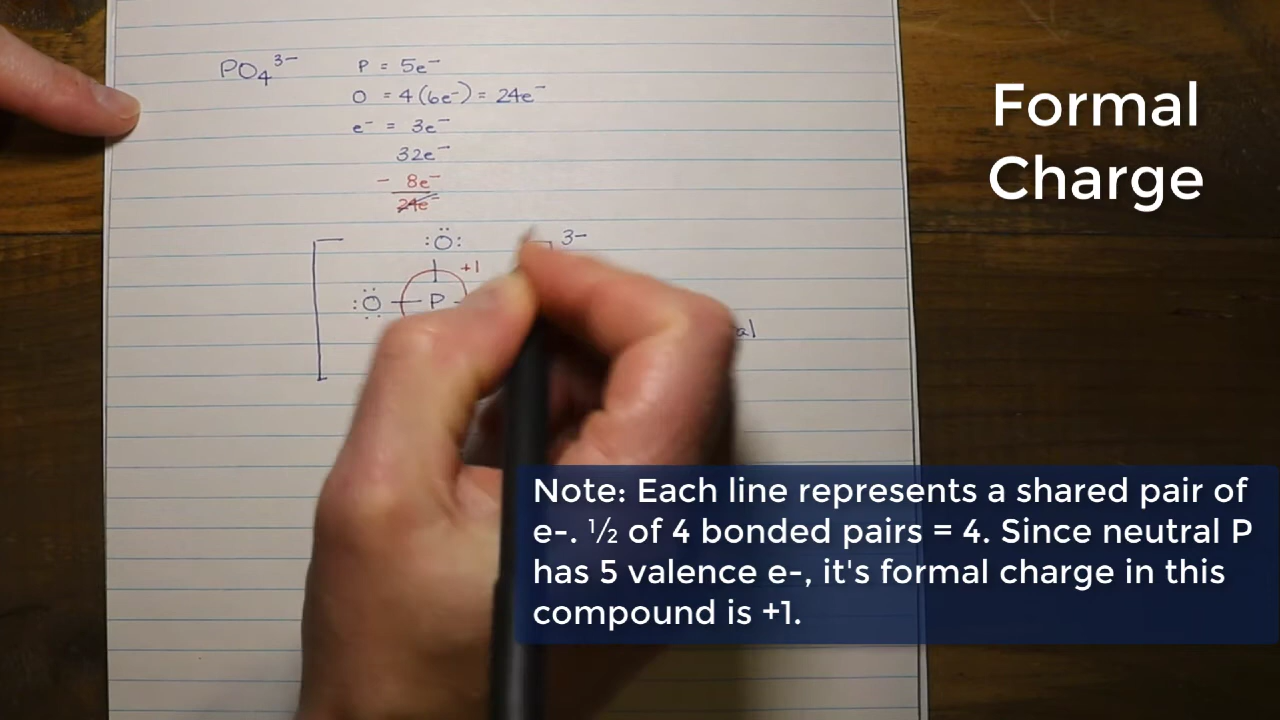 PO₄³⁻
P = 5e⁻
O = 4(6e⁻) = 24e⁻
e⁻ = 3e⁻
32e⁻
- 8e⁻
24e⁻
:Ö:
3-
+1
:Ö - P -
Formal
Charge
Note: Each line represents a shared pair of
e-. ½ of 4 bonded pairs = 4. Since neutral P
has 5 valence e-, it's formal charge in this
compound is +1.